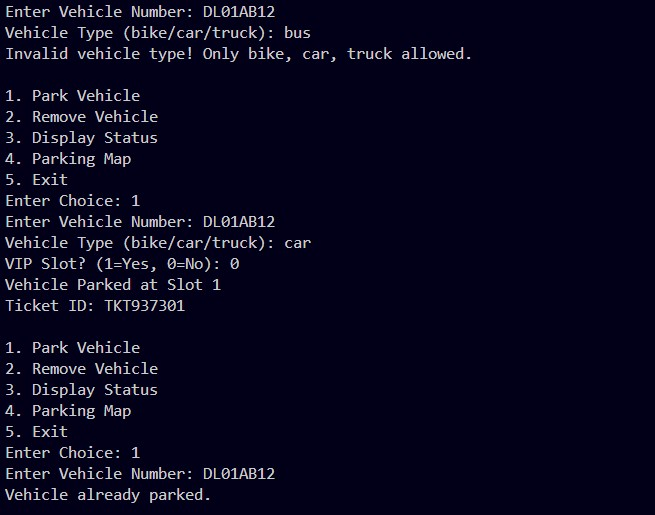 Enter Vehicle Number: DL01AB12
Vehicle Type (bike/car/truck): bus
Invalid vehicle type! Only bike, car, truck allowed.
1. Park Vehicle
2. Remove Vehicle
3. Display Status
4. Parking Map
5. Exit
Enter Choice: 1
Enter Vehicle Number: DL01AB12
Vehicle Type (bike/car/truck): car
VIP Slot? (1=Yes, 0=No): 0
Vehicle Parked at Slot 1
Ticket ID: TKT937301
1. Park Vehicle
2. Remove Vehicle
3. Display Status
4. Parking Map
5. Exit
Enter Choice: 1
Enter Vehicle Number: DL01AB12
Vehicle already parked.